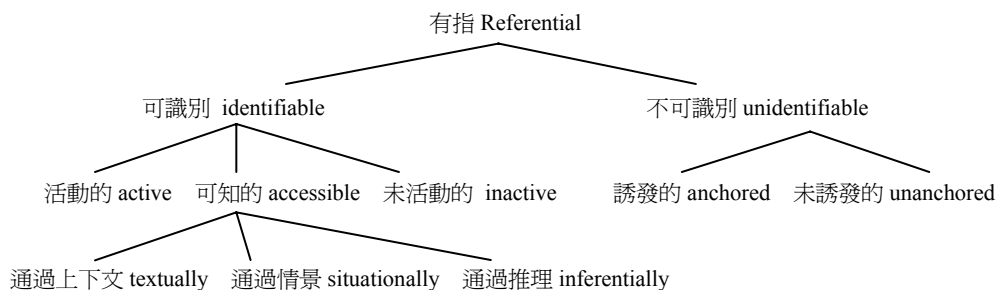 有指 Referential
可識別 identifiable 不可識別 unidentifiable
活動的 active 可知的 accessible 未活動的 inactive 誘發的 anchored 未誘發的 unanchored
通過上下文 textually 通過情景 situationally 通過推理 inferentially